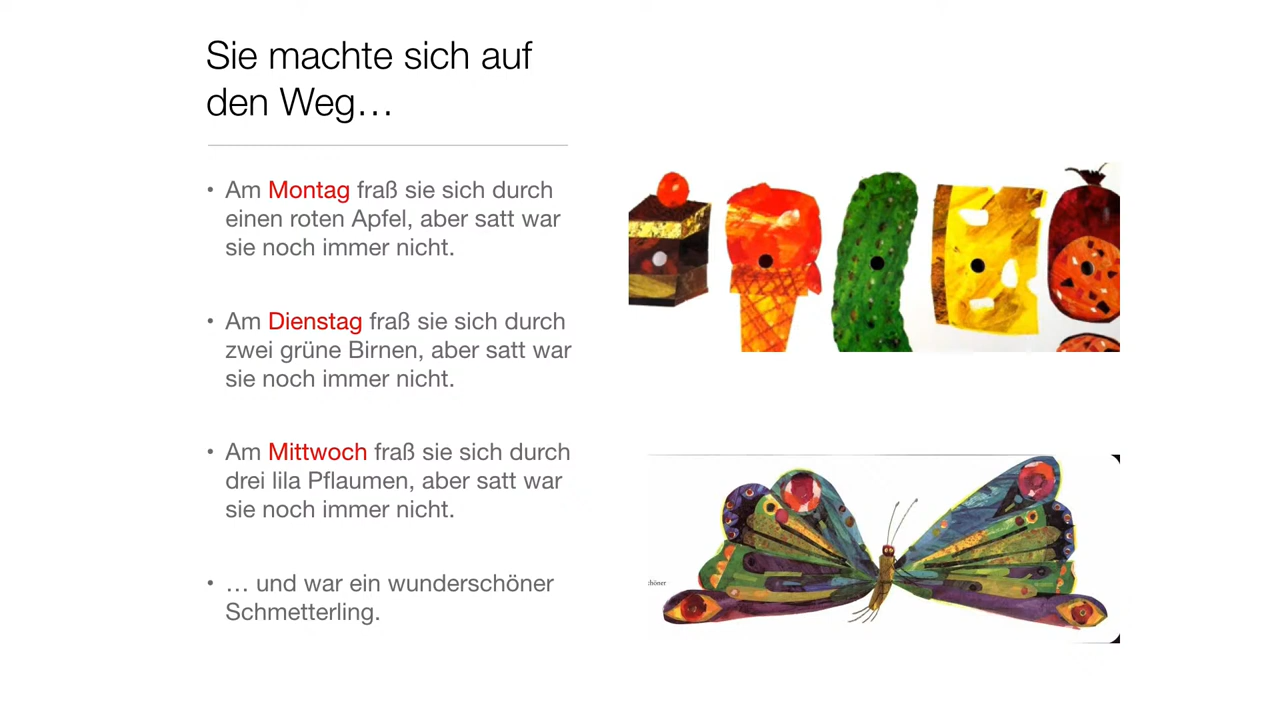 Sie machte sich auf
den Weg…
• Am Montag fraß sie sich durch
einen roten Apfel, aber satt war
sie noch immer nicht.
• Am Dienstag fraß sie sich durch
zwei grüne Birnen, aber satt war
sie noch immer nicht.
• Am Mittwoch fraß sie sich durch
drei lila Pflaumen, aber satt war
sie noch immer nicht.
• … und war ein wunderschöner
Schmetterling.
chöner